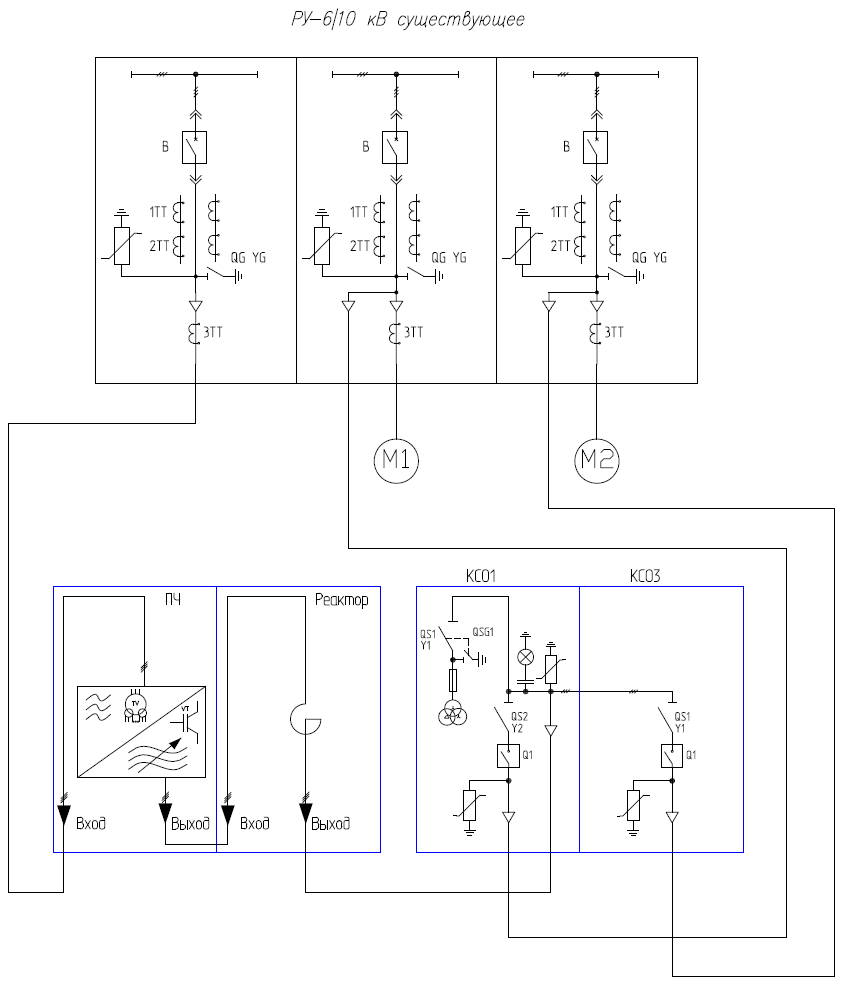 РУ-6/10 кВ существующее
В
В
В
1ТТ
1ТТ
1ТТ
2ТТ
QG YG
2ТТ
QG YG
2ТТ
QG YG
3ТТ
3ТТ
3ТТ
М1
М2
КСО1
КСО3
ПЧ
Реактор
QS1
Y1
QSG1
TV
VT
QS2
Y2
QS1
Y1
Q1
Q1
Вход
Выход
Вход
Выход